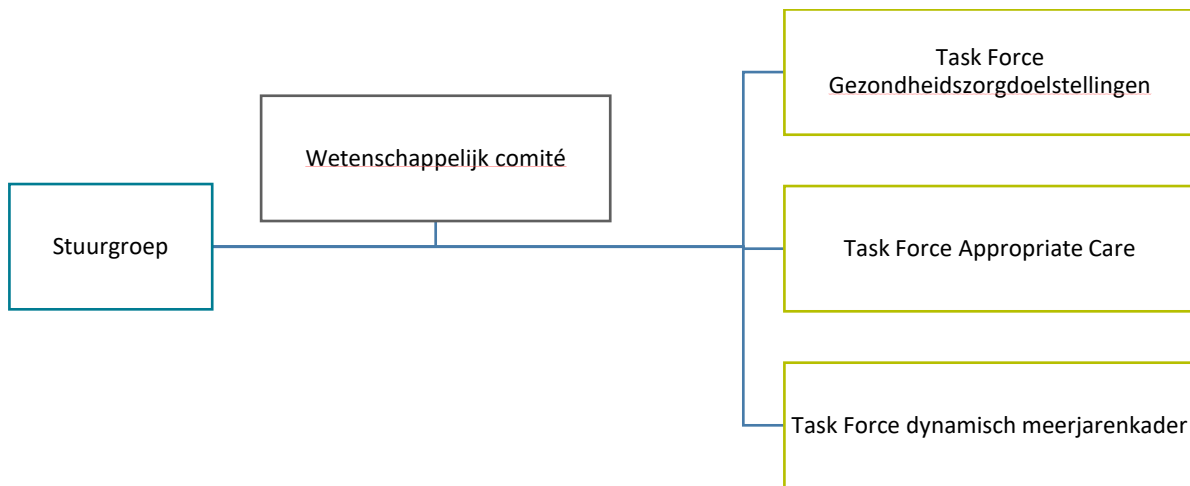 Task Force
Gezondheidszorgdoelstellingen
Wetenschappelijk comité
Stuurgroep
Task Force Appropriate Care
Task Force dynamisch meerjarenkader